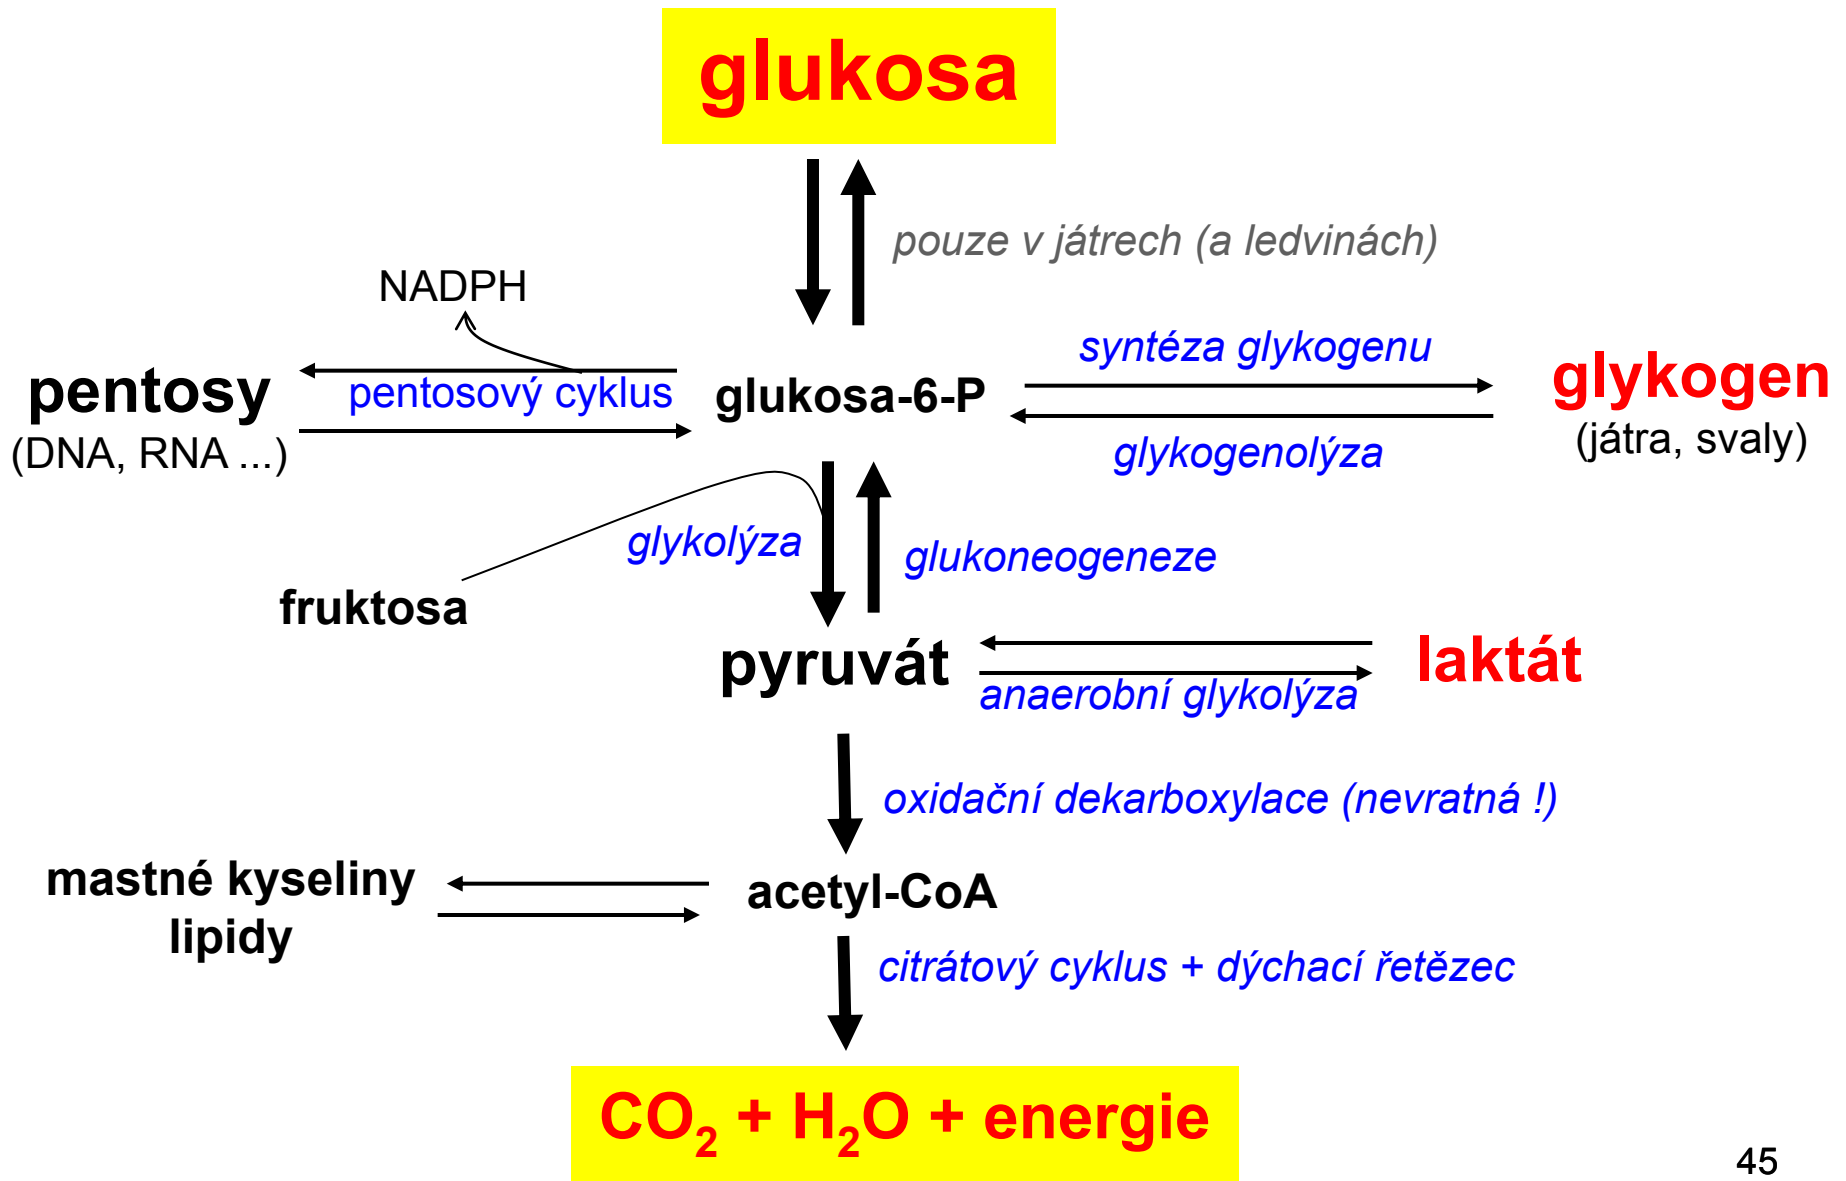 glukosa
pouze v játrech (a ledvinách)
NADPH
syntéza glykogenu
pentosy
pentosový cyklus
glukosa-6-P
glykogen
(DNA, RNA ...)
glykogenolýza
(játra, svaly)
glykolýza
glukoneogeneze
fruktosa
pyruvát
laktát
anaerobní glykolýza
oxidační dekarboxylace (nevratná !)
mastné kyseliny
lipidy
acetyl-CoA
citrátový cyklus + dýchací řetězec
CO₂ + H₂O + energie
45